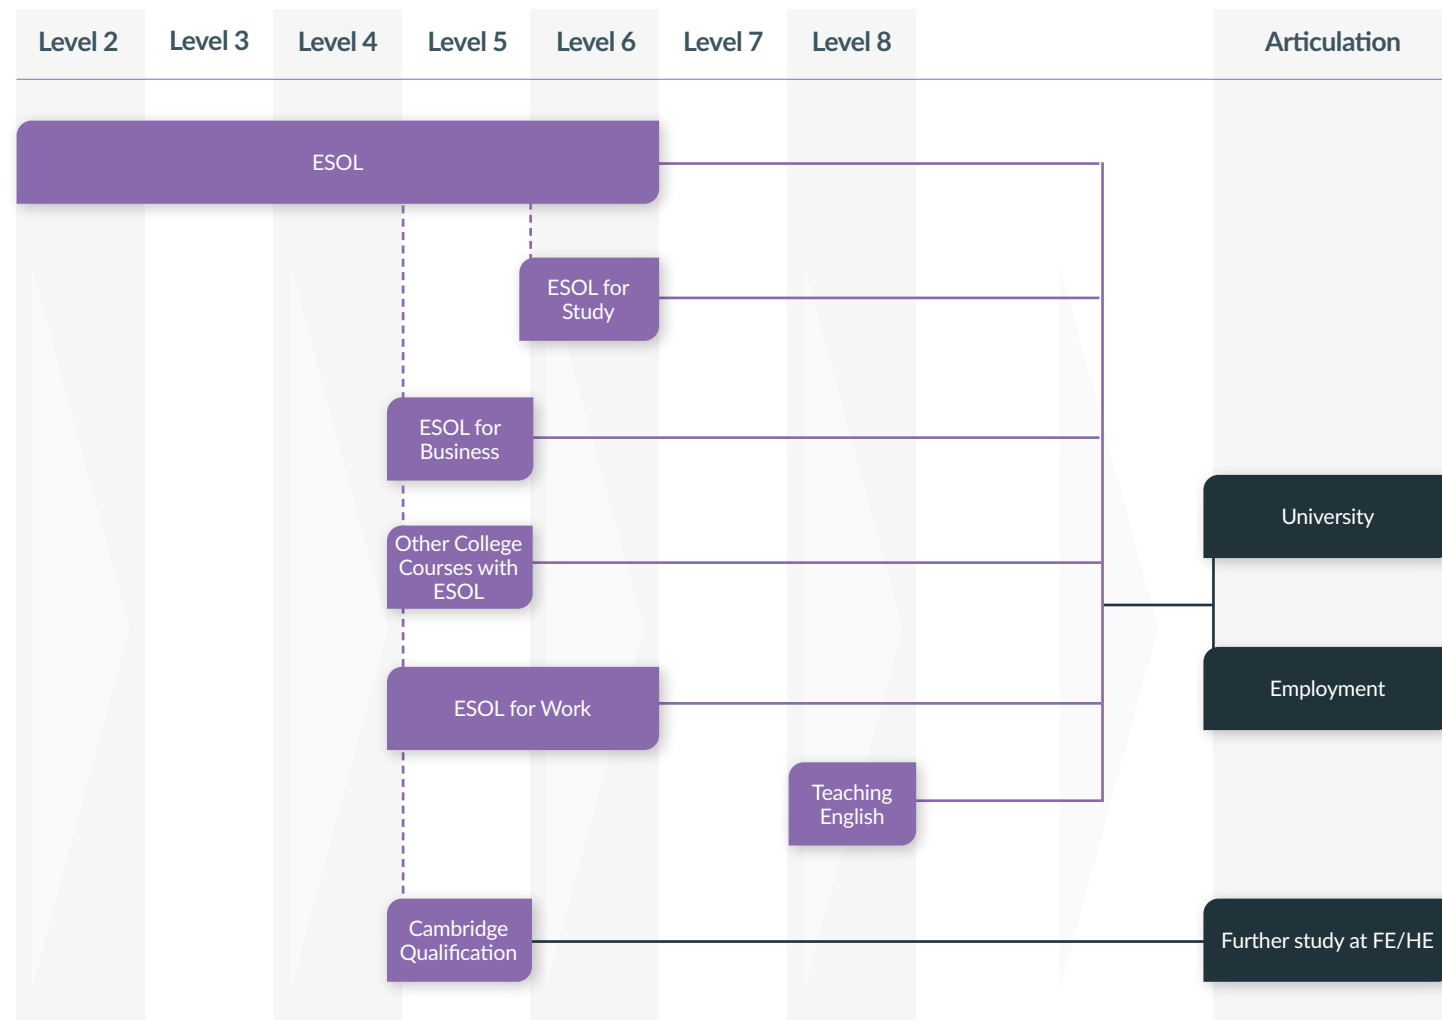 Level 2 Level 3 Level 4 Level 5 Level 6 Level 7 Level 8 Articulation
ESOL
ESOL for
Study
ESOL for
Business
Other College
Courses with
ESOL
University
ESOL for Work
Employment
Teaching
English
Cambridge
Qualification
Further study at FE/HE